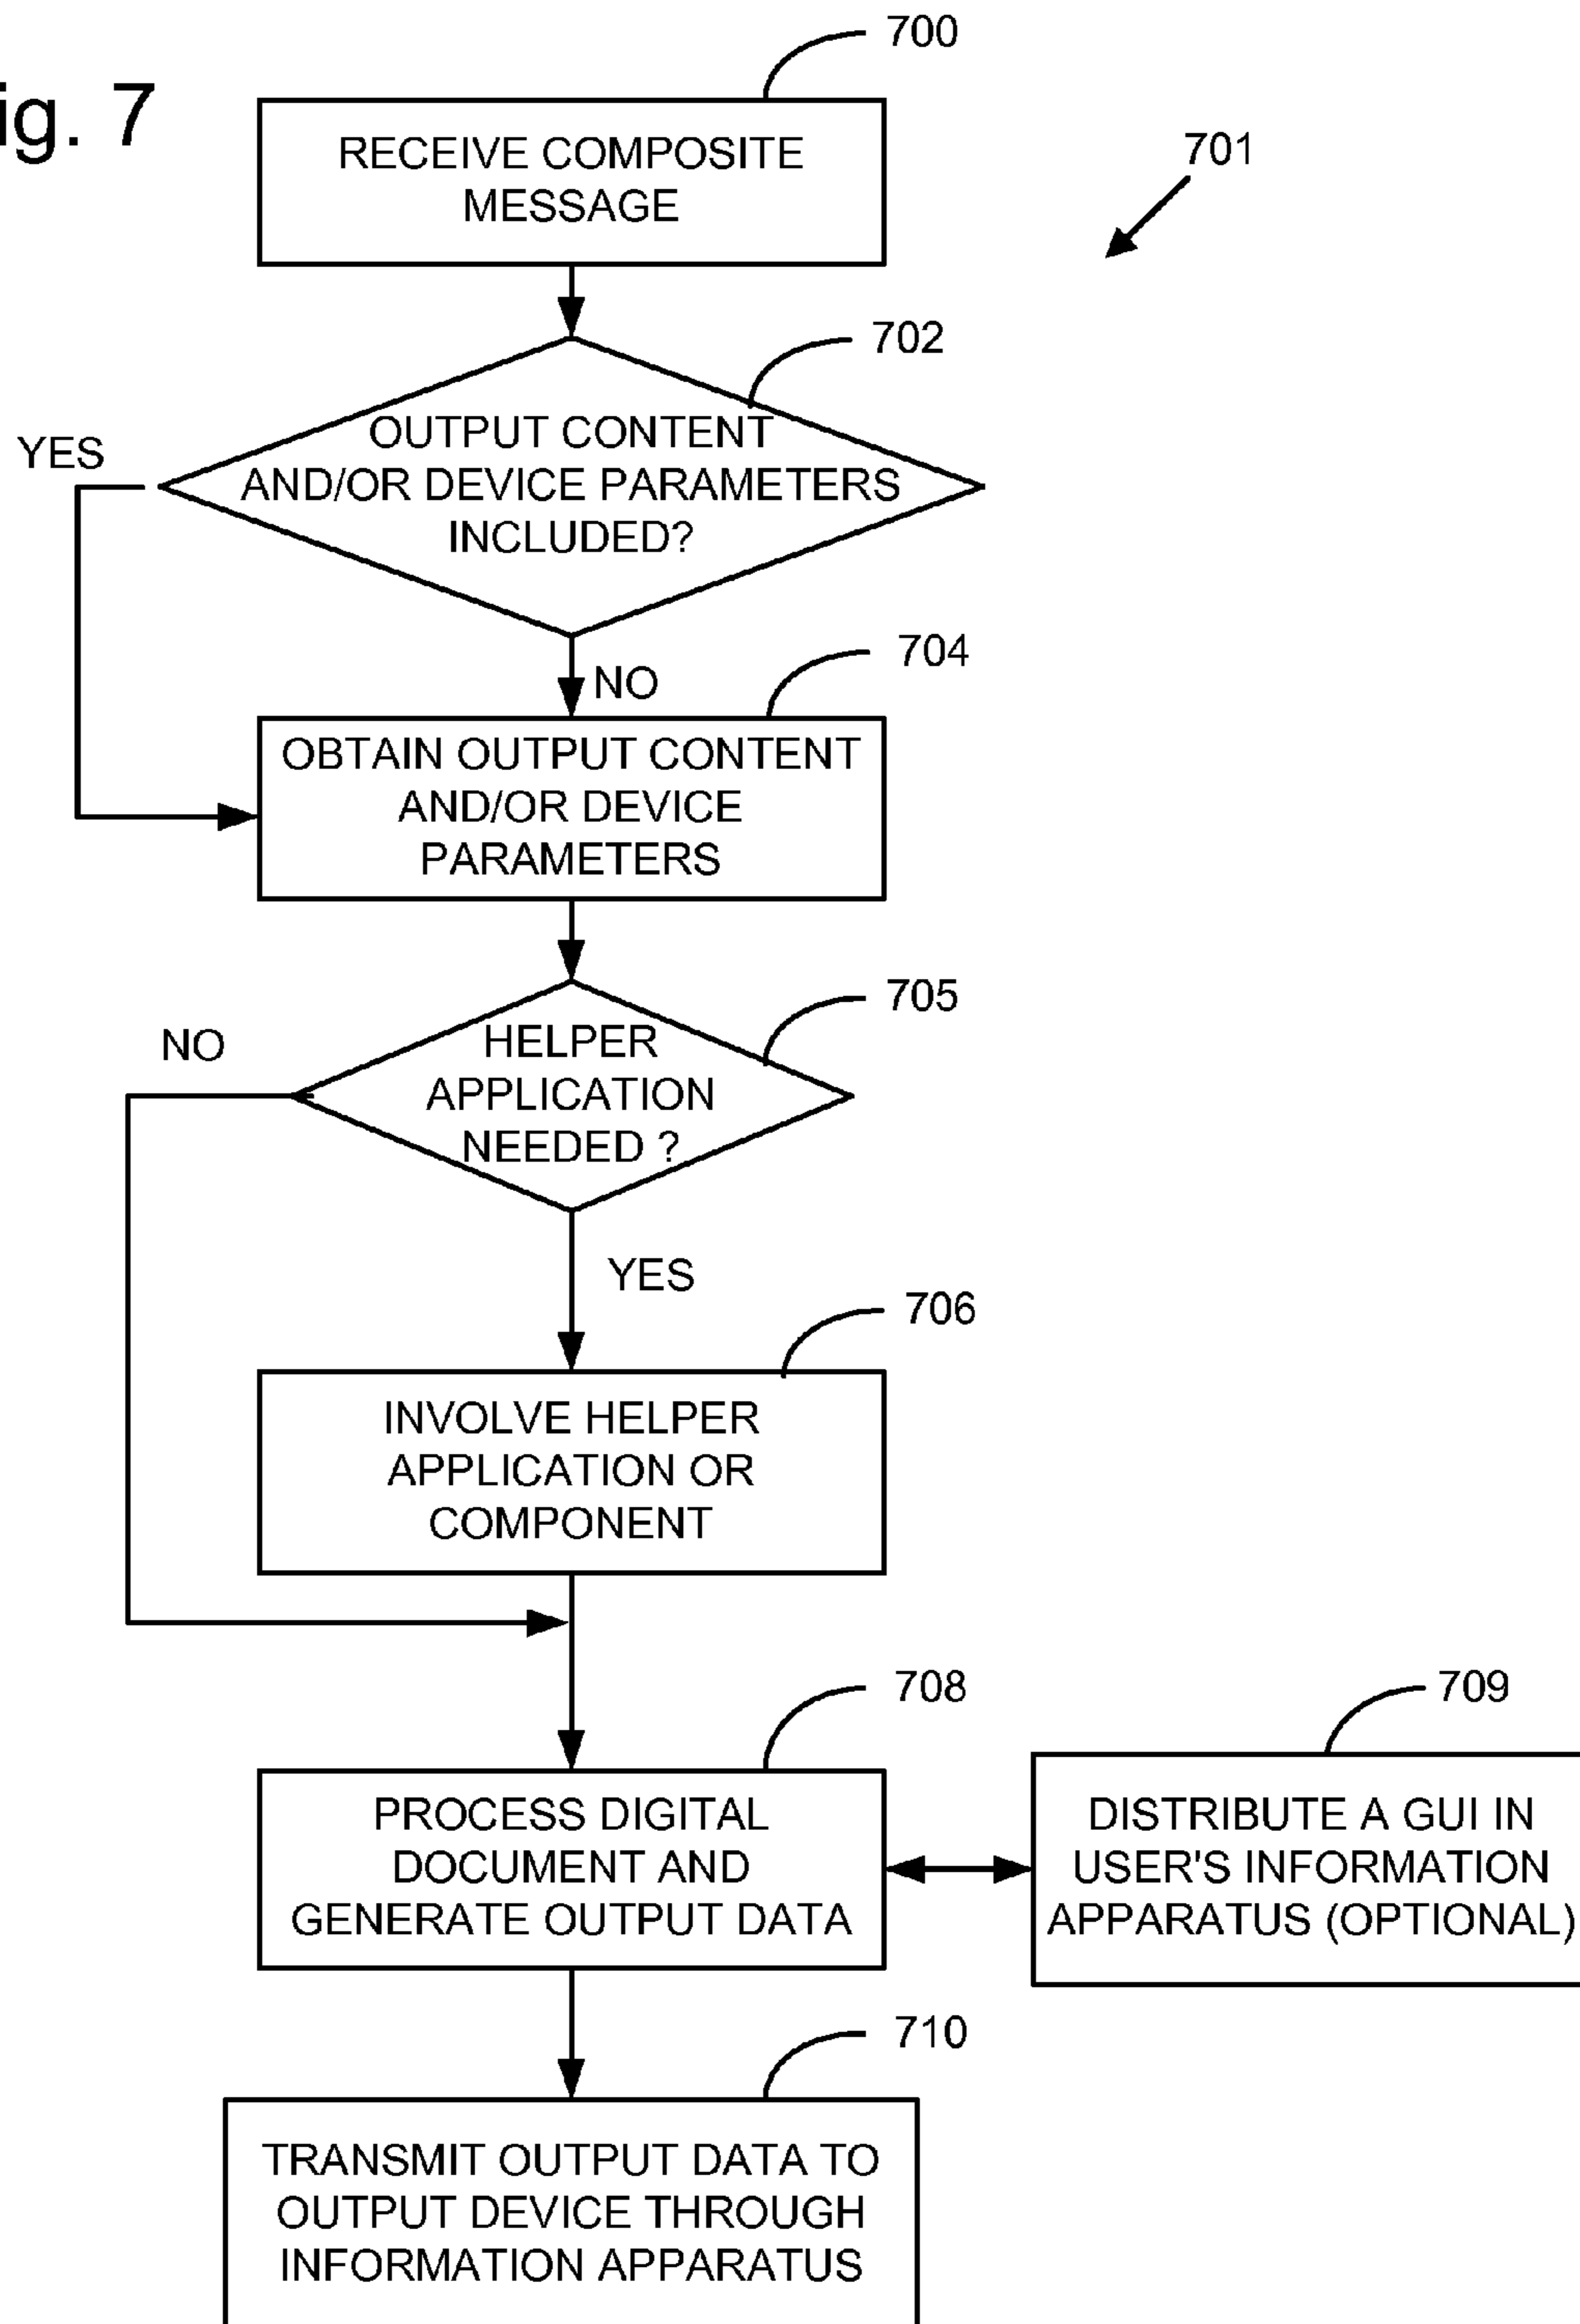 ig. 7
700
RECEIVE COMPOSITE
MESSAGE
701
702
OUTPUT CONTENT
AND/OR DEVICE PARAMETERS
INCLUDED?
YES
NO
704
OBTAIN OUTPUT CONTENT
AND/OR DEVICE
PARAMETERS
705
HELPER
APPLICATION
NEEDED ?
NO
YES
706
INVOLVE HELPER
APPLICATION OR
COMPONENT
708
PROCESS DIGITAL
DOCUMENT AND
GENERATE OUTPUT DATA
709
DISTRIBUTE A GUI IN
USER'S INFORMATION
APPARATUS (OPTIONAL)
710
TRANSMIT OUTPUT DATA TO
OUTPUT DEVICE THROUGH
INFORMATION APPARATUS